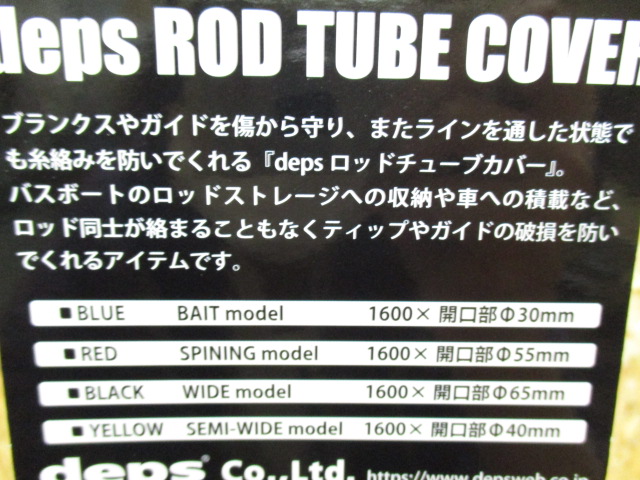 deps ROD TUBE COVER
ブランクスやガイドを傷から守り、またラインを通した状態で
も糸絡みを防いでくれる『deps ロッドチューブカバー』。
バスボートのロッドストレージへの収納や車への積載など、
ロッド同士が絡まることもなくティップやガイドの破損を防い
でくれるアイテムです。
■ BLUE BAIT model 1600× 開口部Φ30mm
■ RED SPINING model 1600× 開口部Φ55mm
■ BLACK WIDE model 1600× 開口部Φ65mm
■ YELLOW SEMI-WIDE model 1600× 開口部Φ40mm
deps® Co.,Ltd. https://www.depsweb.co.jp